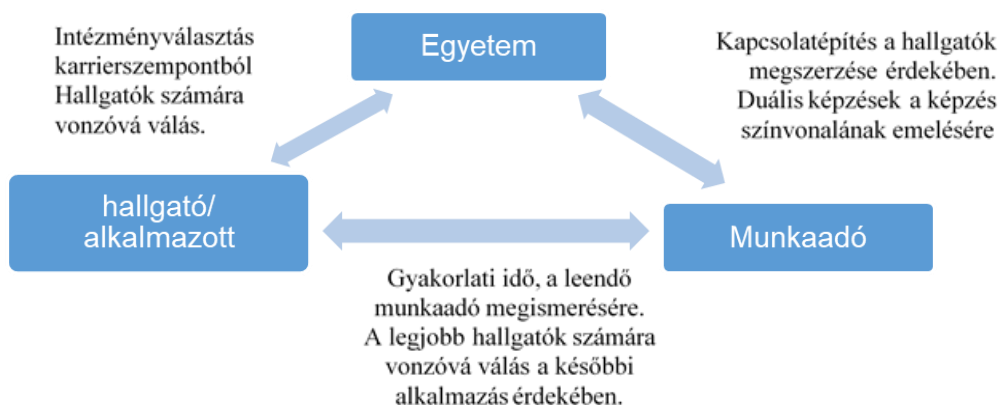 Intézményválasztás
karrierszempontból
Hallgatók számára
vonzóvá válás.
Egyetem
Kapcsolatépítés a hallgatók
megszerzése érdekében.
Duális képzések a képzés
színvonalának emelésére
hallgató/
alkalmazott
Munkaadó
Gyakorlati idő, a leendő
munkaadó megismerésére.
A legjobb hallgatók számára
vonzóvá válás a későbbi
alkalmazás érdekében.